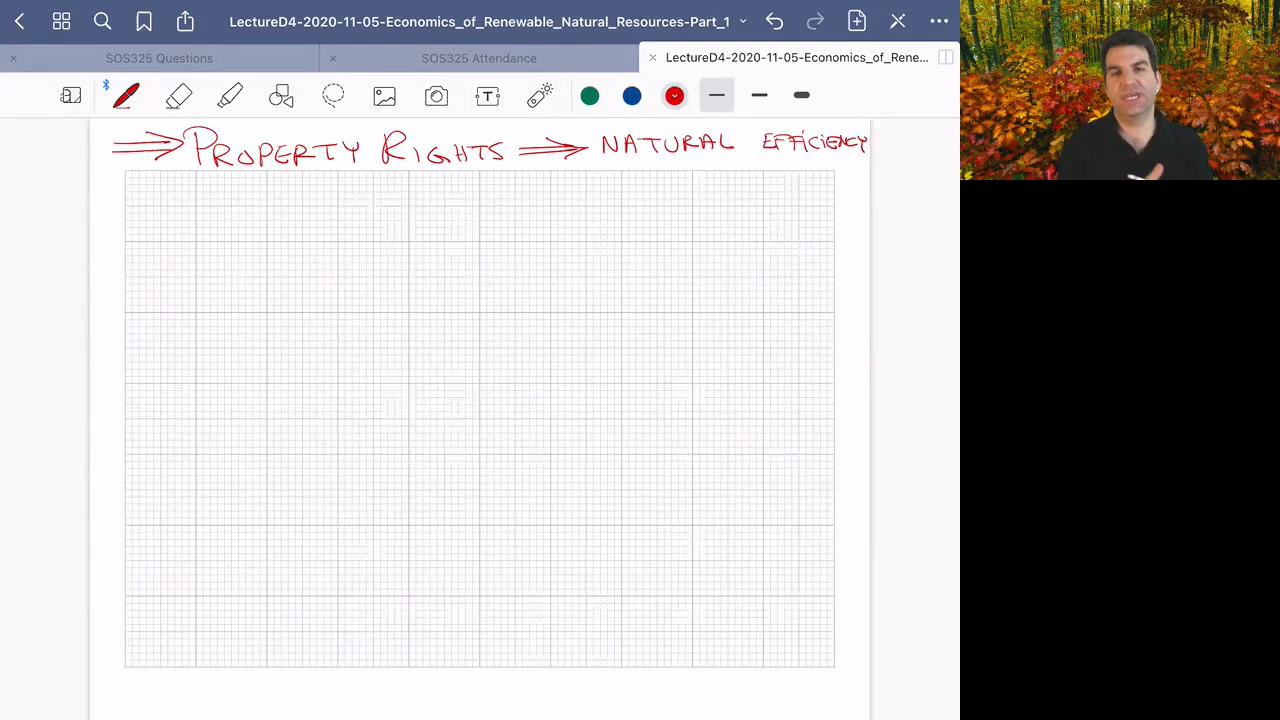 LectureD4-2020-11-05-Economics_of_Renewable_Natural_Resources-Part_1
SOS325 Questions
SOS325 Attendance
LectureD4-2020-11-05-Economics_of_Rene...
T
⇒ PROPERTY RIGHTS ⇒ NATURAL EFFICIENCY